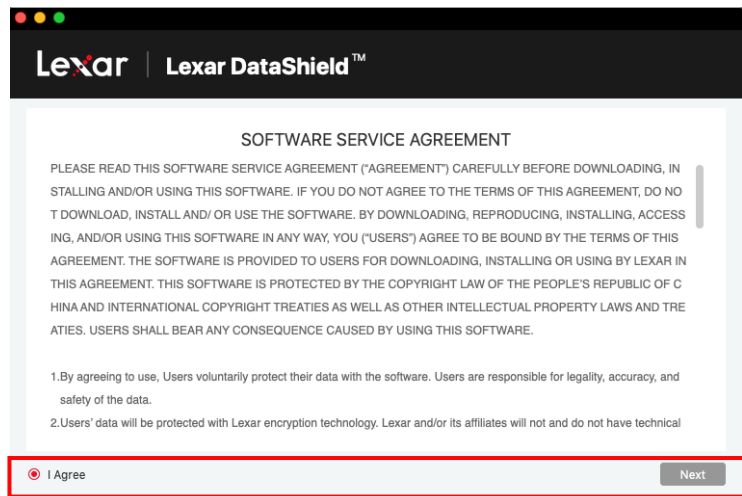 Lexar | Lexar DataShield™
SOFTWARE SERVICE AGREEMENT
PLEASE READ THIS SOFTWARE SERVICE AGREEMENT (“AGREEMENT”) CAREFULLY BEFORE DOWNLOADING, IN
STALLING AND/OR USING THIS SOFTWARE. IF YOU DO NOT AGREE TO THE TERMS OF THIS AGREEMENT, DO NO
T DOWNLOAD, INSTALL AND/ OR USE THE SOFTWARE. BY DOWNLOADING, REPRODUCING, INSTALLING, ACCESS
ING, AND/OR USING THIS SOFTWARE IN ANY WAY, YOU (“USERS”) AGREE TO BE BOUND BY THE TERMS OF THIS
AGREEMENT. THE SOFTWARE IS PROVIDED TO USERS FOR DOWNLOADING, INSTALLING OR USING BY LEXAR IN
THIS AGREEMENT. THIS SOFTWARE IS PROTECTED BY THE COPYRIGHT LAW OF THE PEOPLE’S REPUBLIC OF C
HINA AND INTERNATIONAL COPYRIGHT TREATIES AS WELL AS OTHER INTELLECTUAL PROPERTY LAWS AND TRE
ATIES. USERS SHALL BEAR ANY CONSEQUENCE CAUSED BY USING THIS SOFTWARE.
1.By agreeing to use, Users voluntarily protect their data with the software. Users are responsible for legality, accuracy, and
safety of the data.
2.Users’ data will be protected with Lexar encryption technology. Lexar and/or its affiliates will not and do not have technical
I Agree
Next